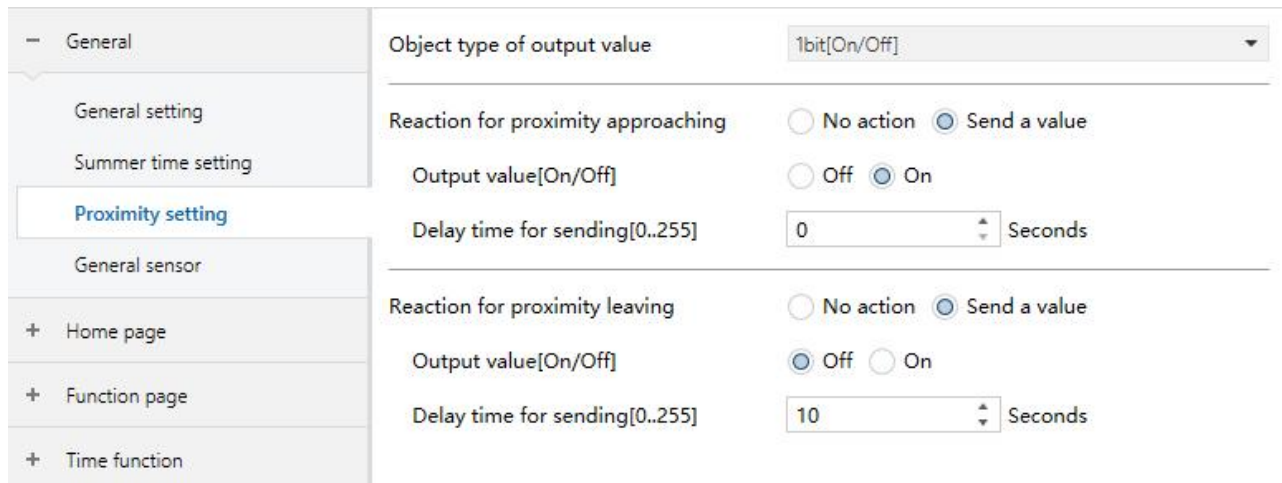 General
General setting
Summer time setting
Proximity setting
General sensor
Home page
Function page
Time function
Object type of output value 1bit[On/Off]
Reaction for proximity approaching No action Send a value
Output value[On/Off] Off On
Delay time for sending[0..255] 0 Seconds
Reaction for proximity leaving No action Send a value
Output value[On/Off] Off On
Delay time for sending[0..255] 10 Seconds